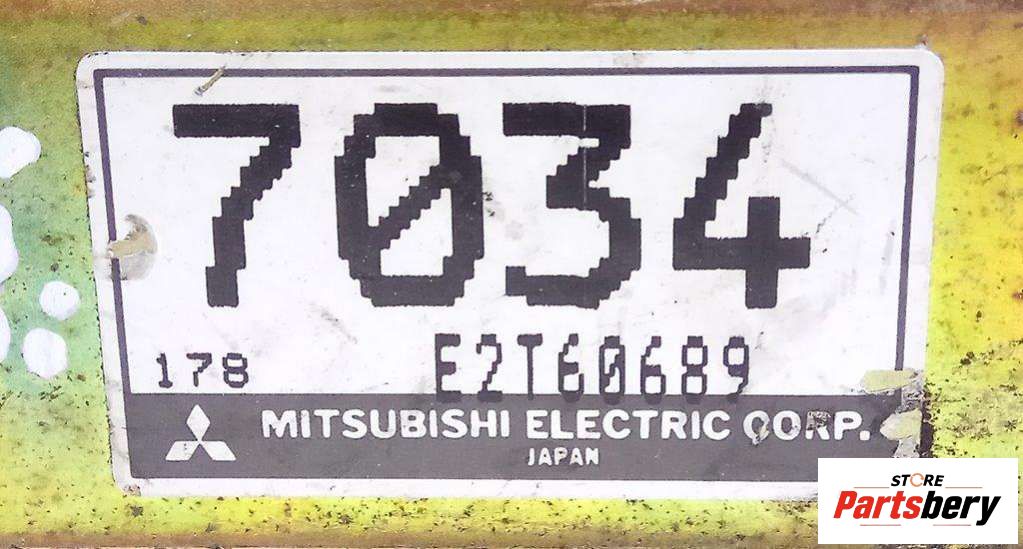 7034
178 E2T60689
MITSUBISHI ELECTRIC CORP.
JAPAN
STORE
Partsbery